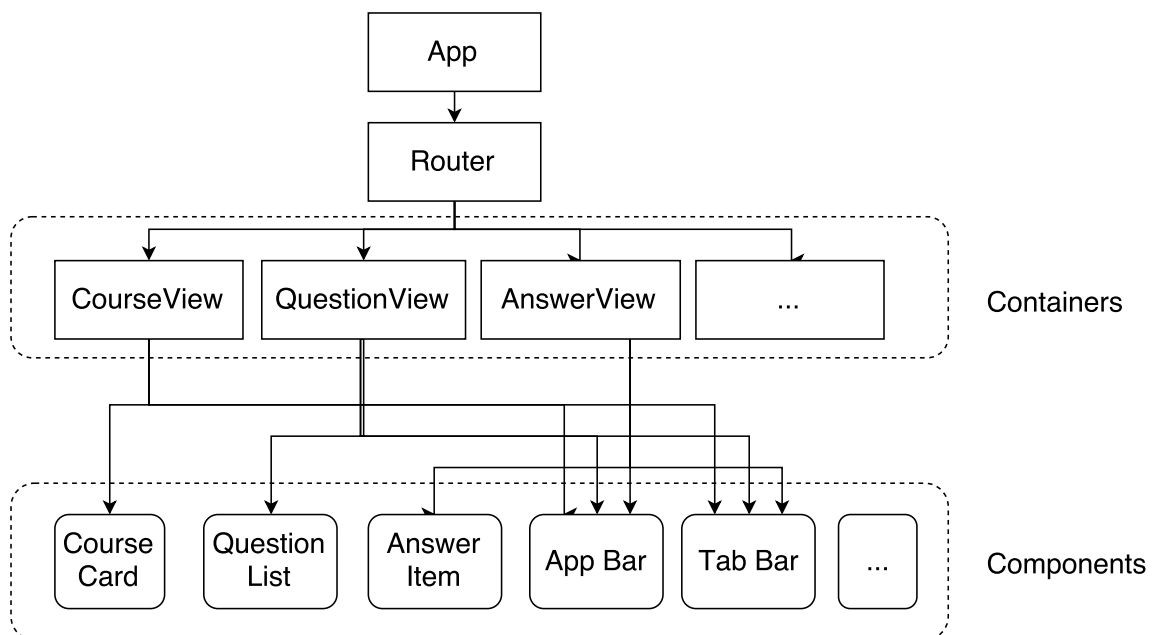 App
Router
CourseView
QuestionView
AnswerView
...
Containers
Course
Card
Question
List
Answer
Item
App Bar
Tab Bar
...
Components